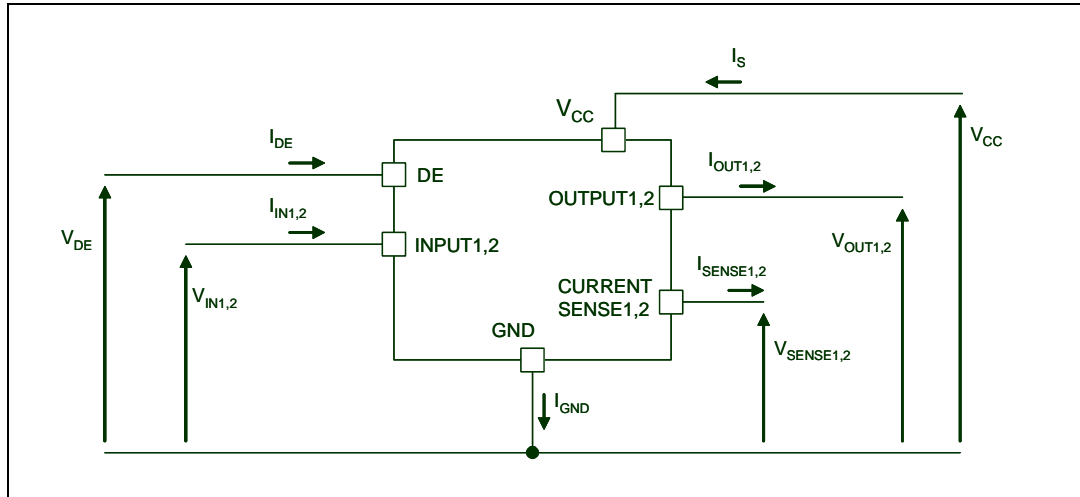 I_S
V_CC
V_CC
I_DE
DE
I_OUT1,2
OUTPUT1,2
I_IN1,2
V_DE
INPUT1,2
V_OUT1,2
V_IN1,2
CURRENT
SENSE1,2
I_SENSE1,2
GND
V_SENSE1,2
I_GND